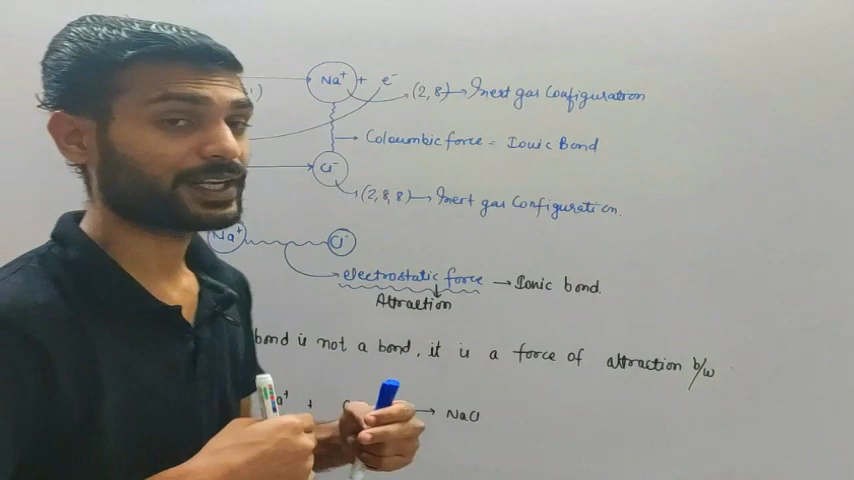 Na⁺ + e⁻
(2,8) → Inert gas configuration
Coloumbic force = Ionic Bond
Cl⁻
(2,8,8) → Inert gas configuration.
Na⁺ Cl⁻
electrostatic force → Ionic bond.
Attraction
bond is not a bond, it is a force of attraction b/w
+ → NaCl